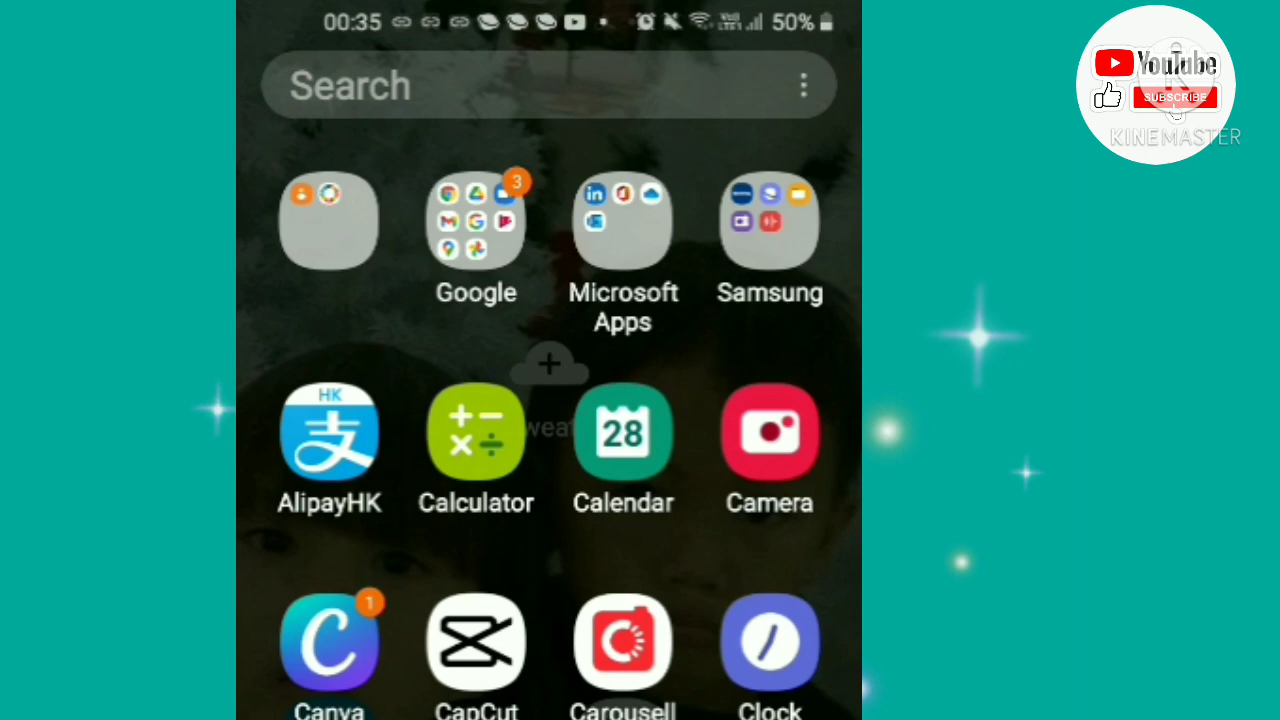 00:35
50%
YouTube
SUBSCRIBE
KINEMASTER
Search
3
Google
Microsoft
Apps
Samsung
HK
支
28
AlipayHK
Calculator
Calendar
Camera
1
Canva
CapCut
Carousell
Clock